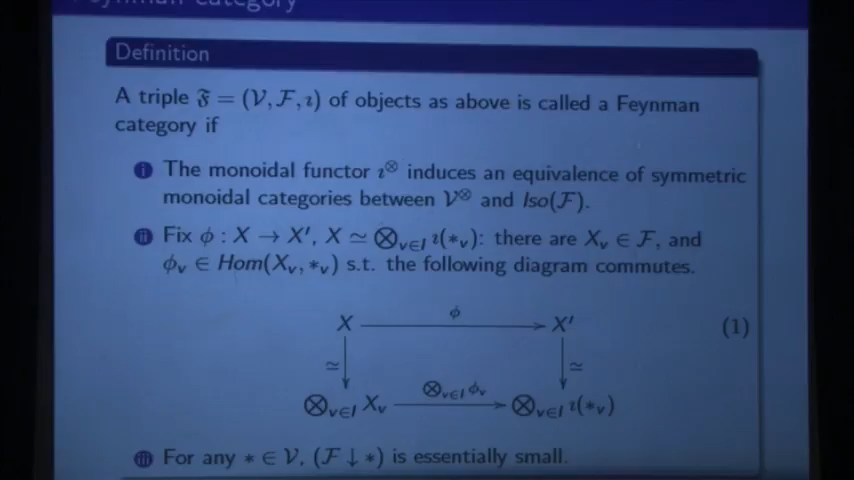 Feynman category
Definition
A triple 𝔉 = (𝒱, ℱ, ı) of objects as above is called a Feynman
category if
i The monoidal functor ı^⊗ induces an equivalence of symmetric
monoidal categories between 𝒱^⊗ and Iso(ℱ).
ii Fix ϕ : X → X′, X ≃ ⊗_{v∈I} ı(∗_v): there are X_v ∈ ℱ, and
ϕ_v ∈ Hom(X_v, ∗_v) s.t. the following diagram commutes.
ϕ
X → X′ (1)
≃ ≃
⊗_{v∈I} ϕ_v
⊗_{v∈I} X_v → ⊗_{v∈I} ı(∗_v)
iii For any ∗ ∈ 𝒱, (ℱ ↓ ∗) is essentially small.